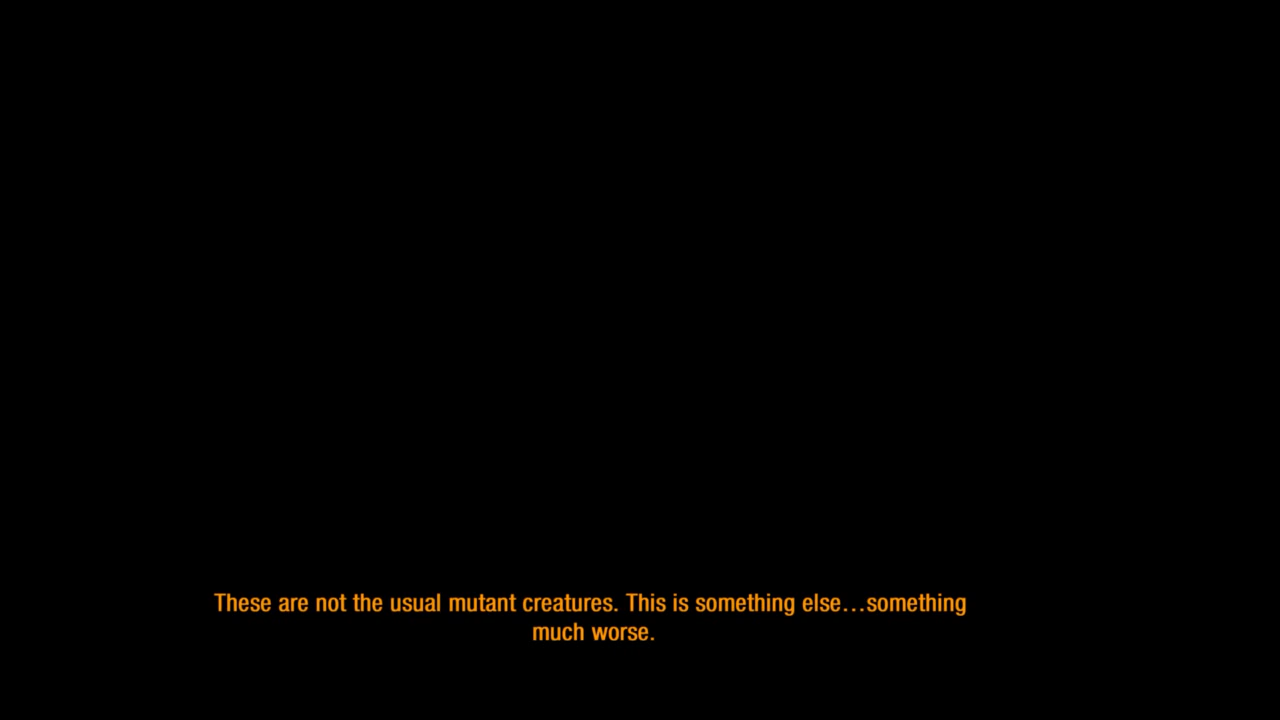 These are not the usual mutant creatures. This is something else…something
much worse.